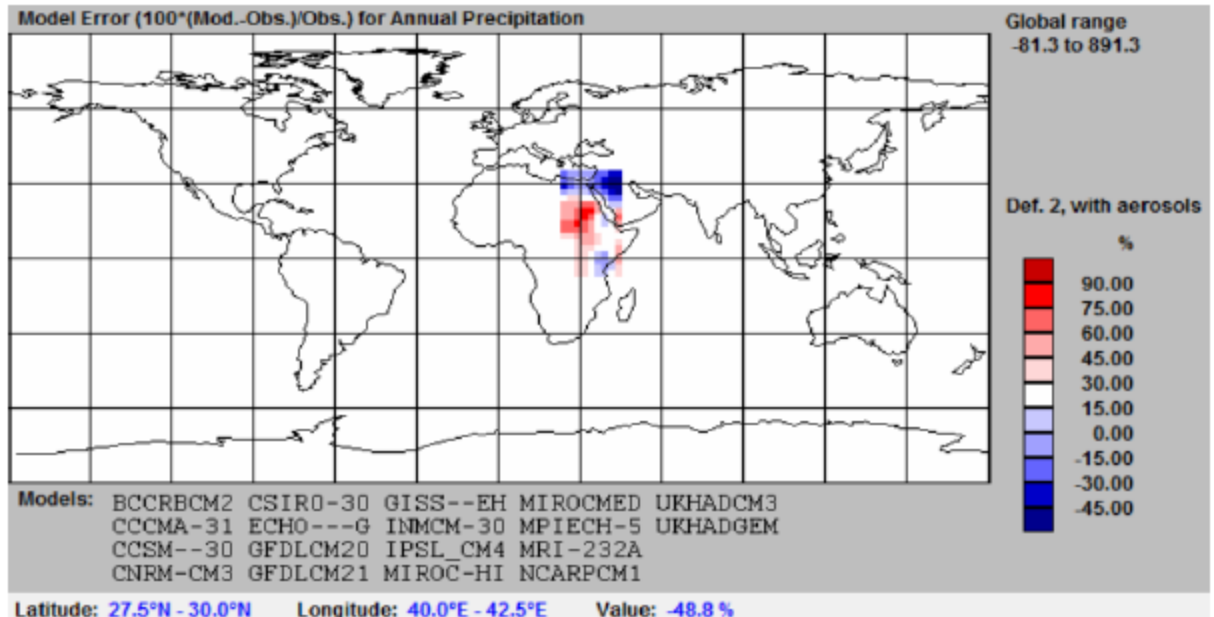 Model Error (100*(Mod.-Obs.)/Obs.) for Annual Precipitation
Global range
-81.3 to 891.3
Def. 2, with aerosols
%
90.00
75.00
60.00
45.00
30.00
15.00
0.00
-15.00
-30.00
-45.00
Models: BCCRBCM2 CSIR0-30 GISS--EH MIROCMED UKHADCM3
CCCMA-31 ECHO---G INMCM-30 MPIECH-5 UKHADGEM
CCSM--30 GFDLCM20 IPSL_CM4 MRI-232A
CNRM-CM3 GFDLCM21 MIROC-HI NCARPCM1
Latitude: 27.5°N - 30.0°N Longitude: 40.0°E - 42.5°E Value: -48.8 %